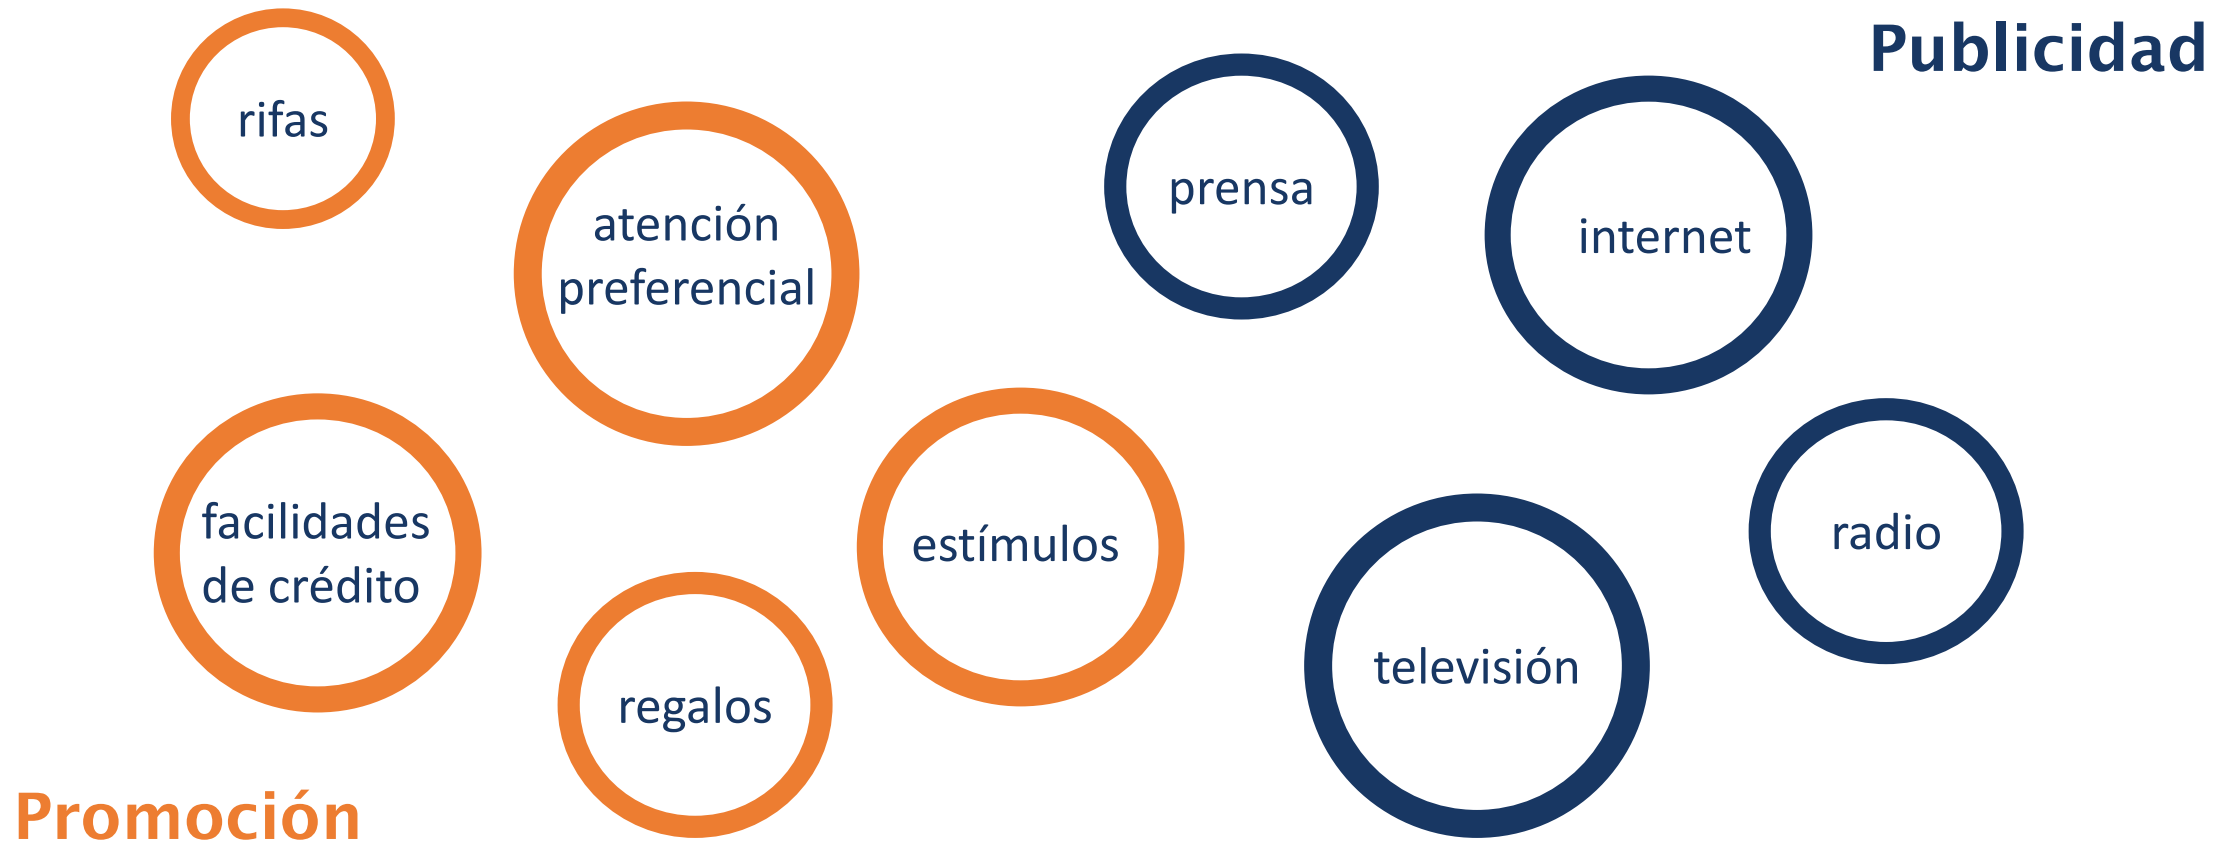 Publicidad
rifas
prensa
internet
atención
preferencial
facilidades
de crédito
estímulos
radio
televisión
regalos
Promoción